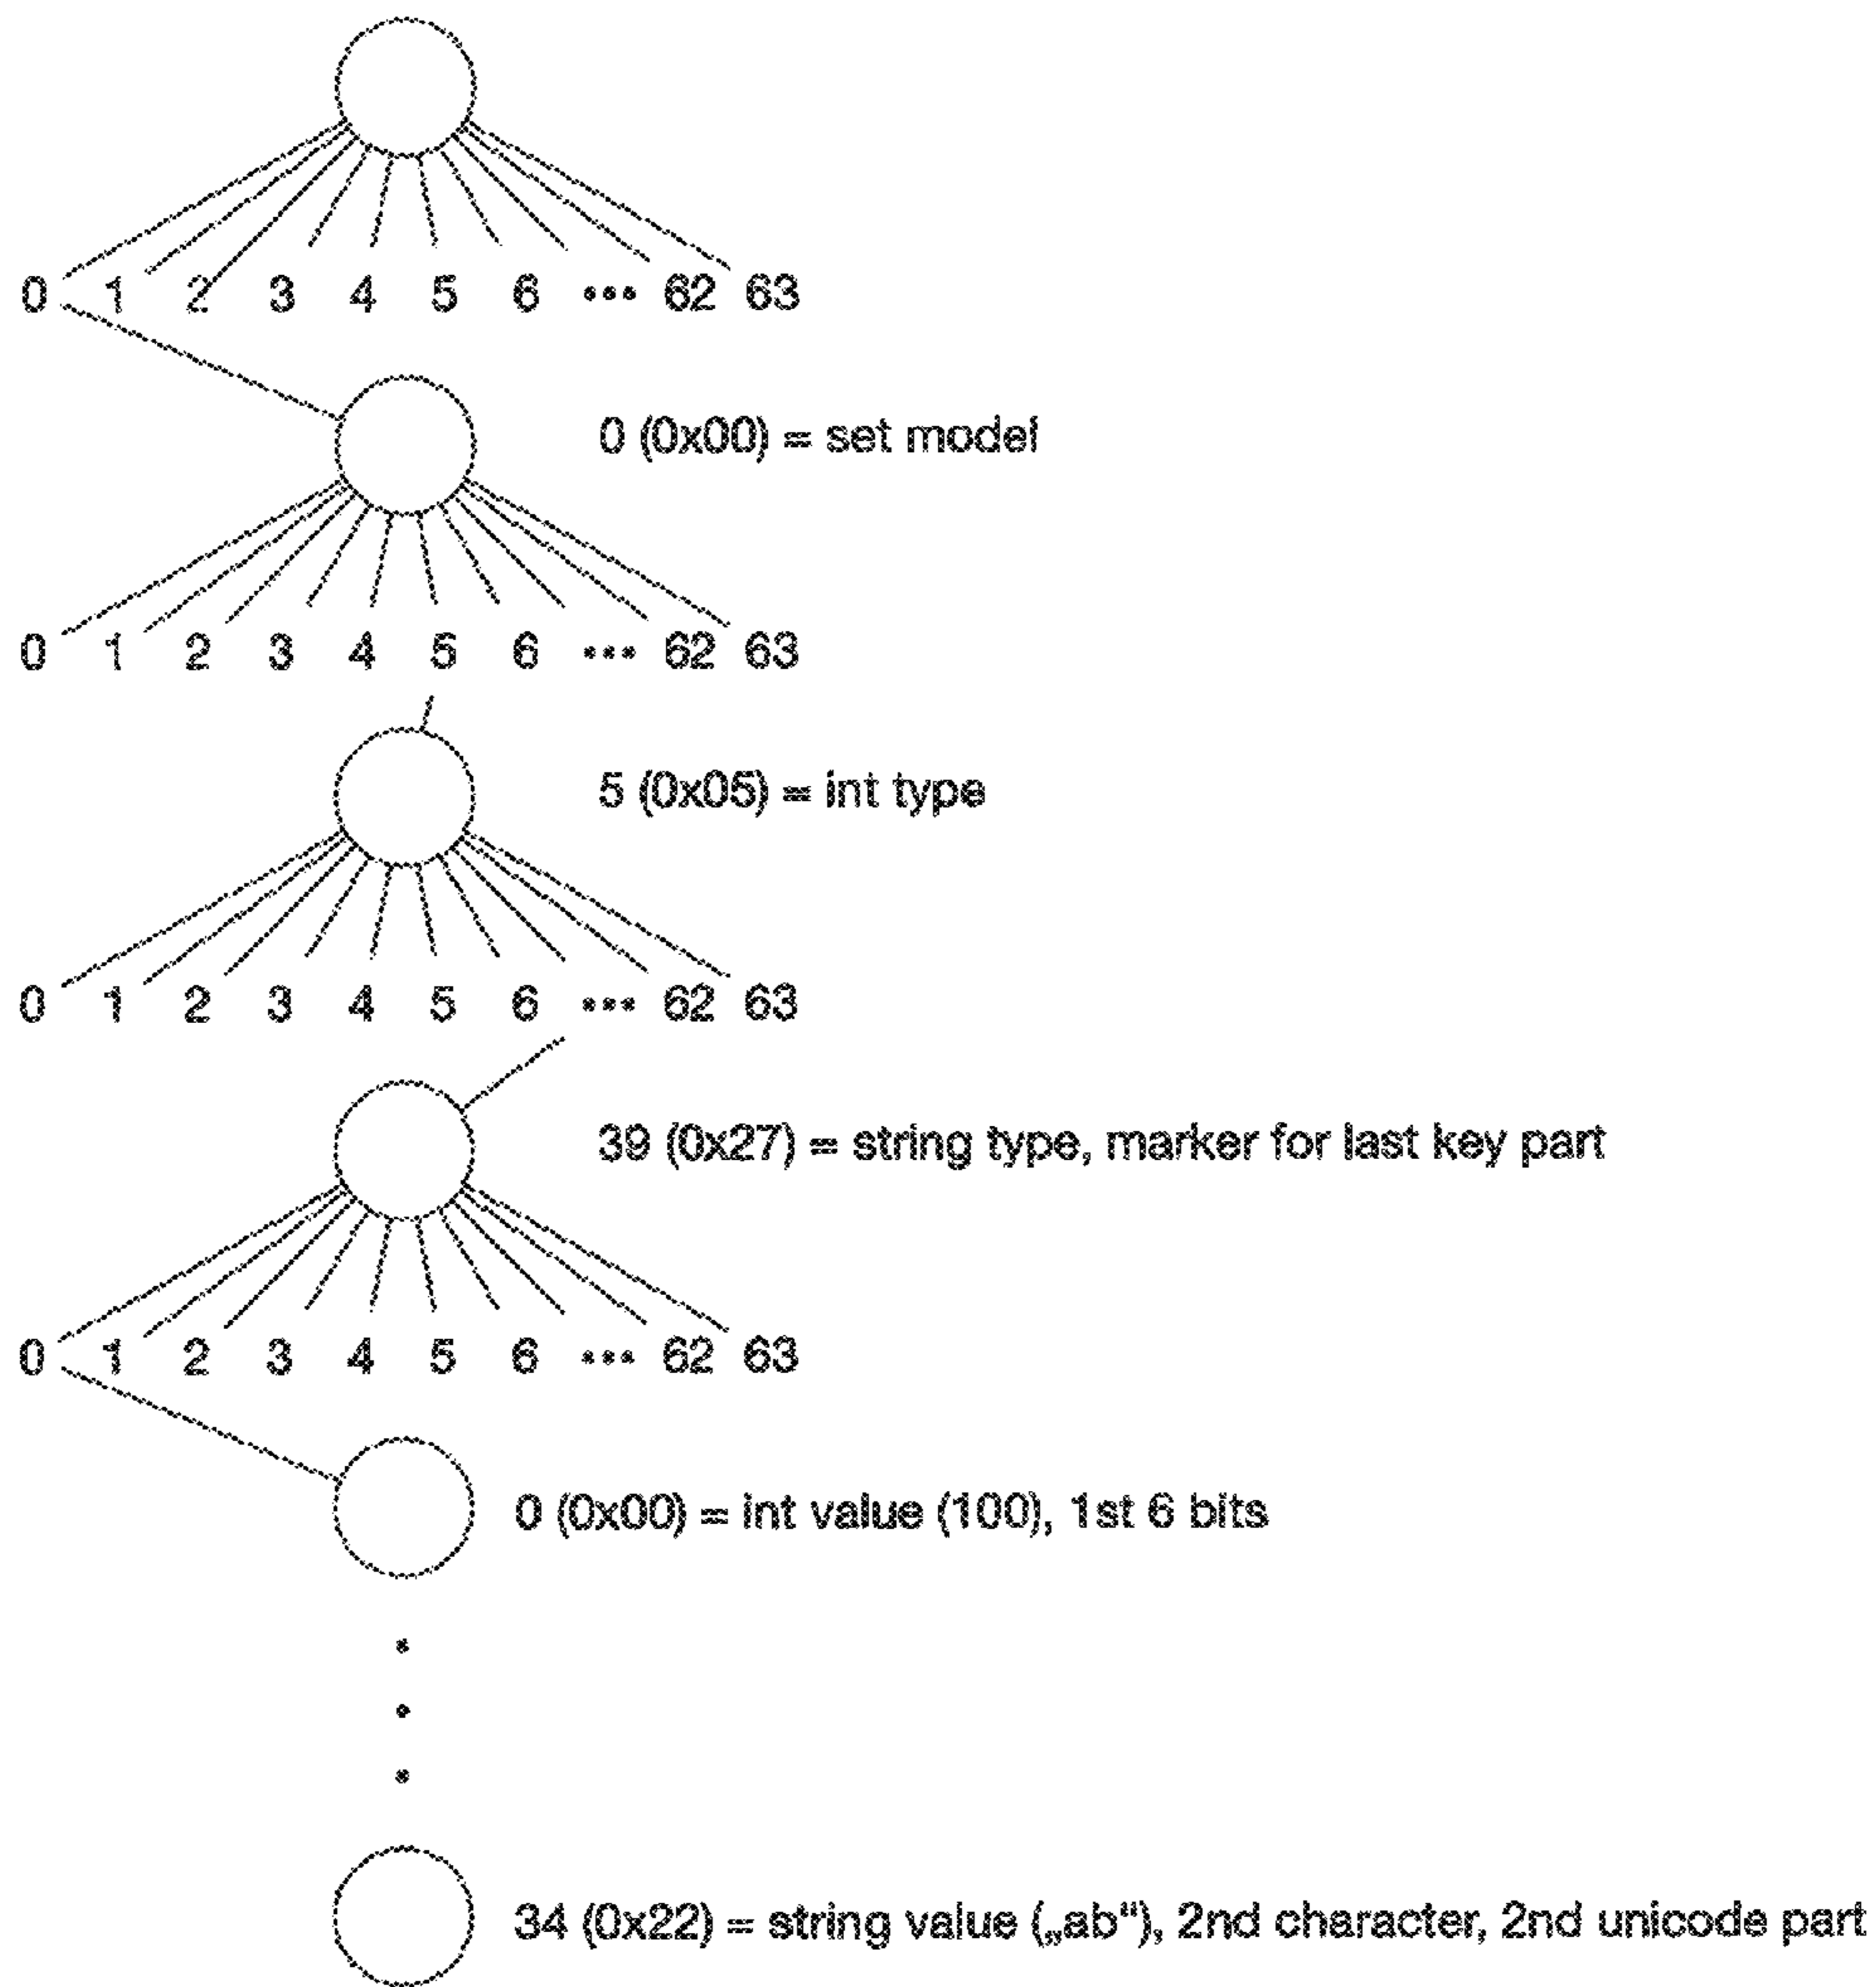 0 1 2 3 4 5 6 ••• 62 63
0 (0x00) = set model
0 1 2 3 4 5 6 ••• 62 63
5 (0x05) = int type
0 1 2 3 4 5 6 ••• 62 63
39 (0x27) = string type, marker for last key part
0 1 2 3 4 5 6 ••• 62 63
0 (0x00) = int value (100), 1st 6 bits
34 (0x22) = string value („ab“), 2nd character, 2nd unicode part